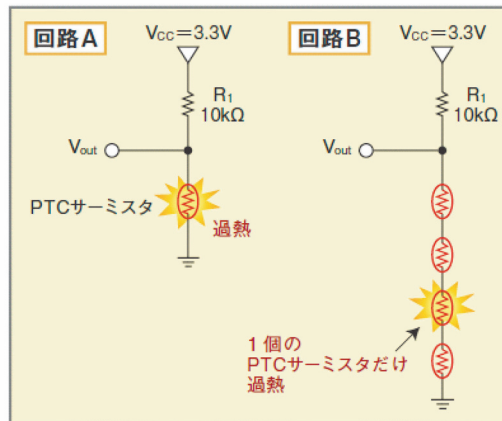 回路A
VCC=3.3V
R1
10kΩ
Vout
PTCサーミスタ
過熱
回路B
VCC=3.3V
R1
10kΩ
Vout
1個の
PTCサーミスタだけ
過熱